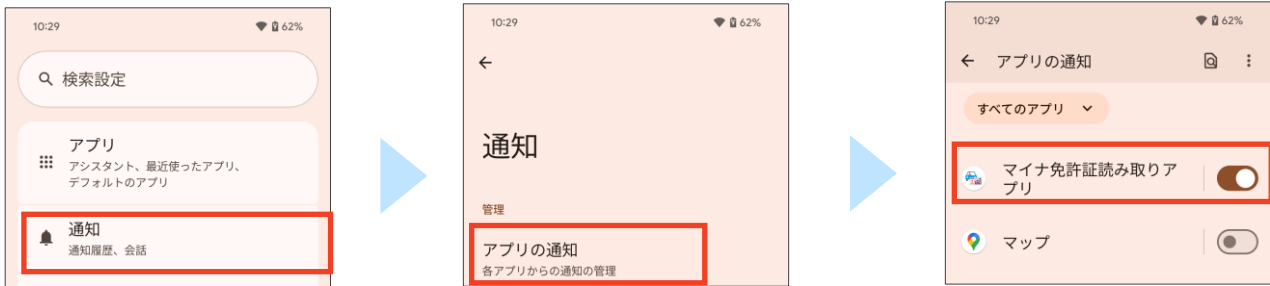 10:29 62%
検索設定
アプリ
アシスタント、最近使ったアプリ、
デフォルトのアプリ
通知
通知履歴、会話
10:29 62%
通知
管理
アプリの通知
各アプリからの通知の管理
10:29 62%
アプリの通知
すべてのアプリ
マイナ免許証読み取りア
プリ
マップ